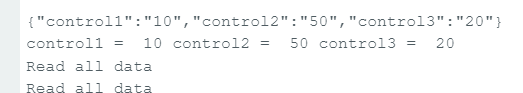 {"control1":"10","control2":"50","control3":"20"}
control1 =  10 control2 =  50 control3 =  20
Read all data
Read all data